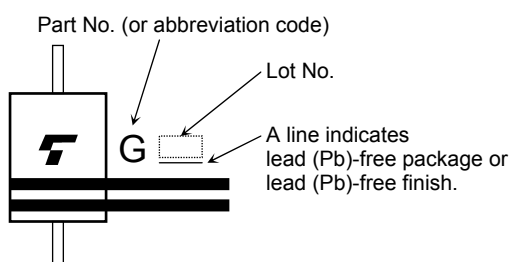 Part No. (or abbreviation code)
Lot No.
G
A line indicates
lead (Pb)-free package or
lead (Pb)-free finish.